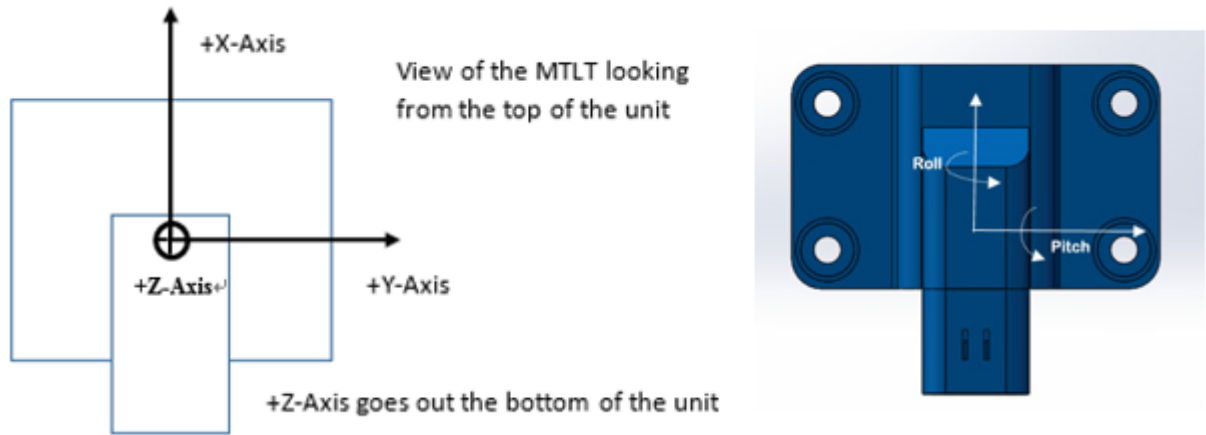 +X-Axis
View of the MTLT looking
from the top of the unit
+Z-Axis↵
+Y-Axis
+Z-Axis goes out the bottom of the unit
Roll
Pitch